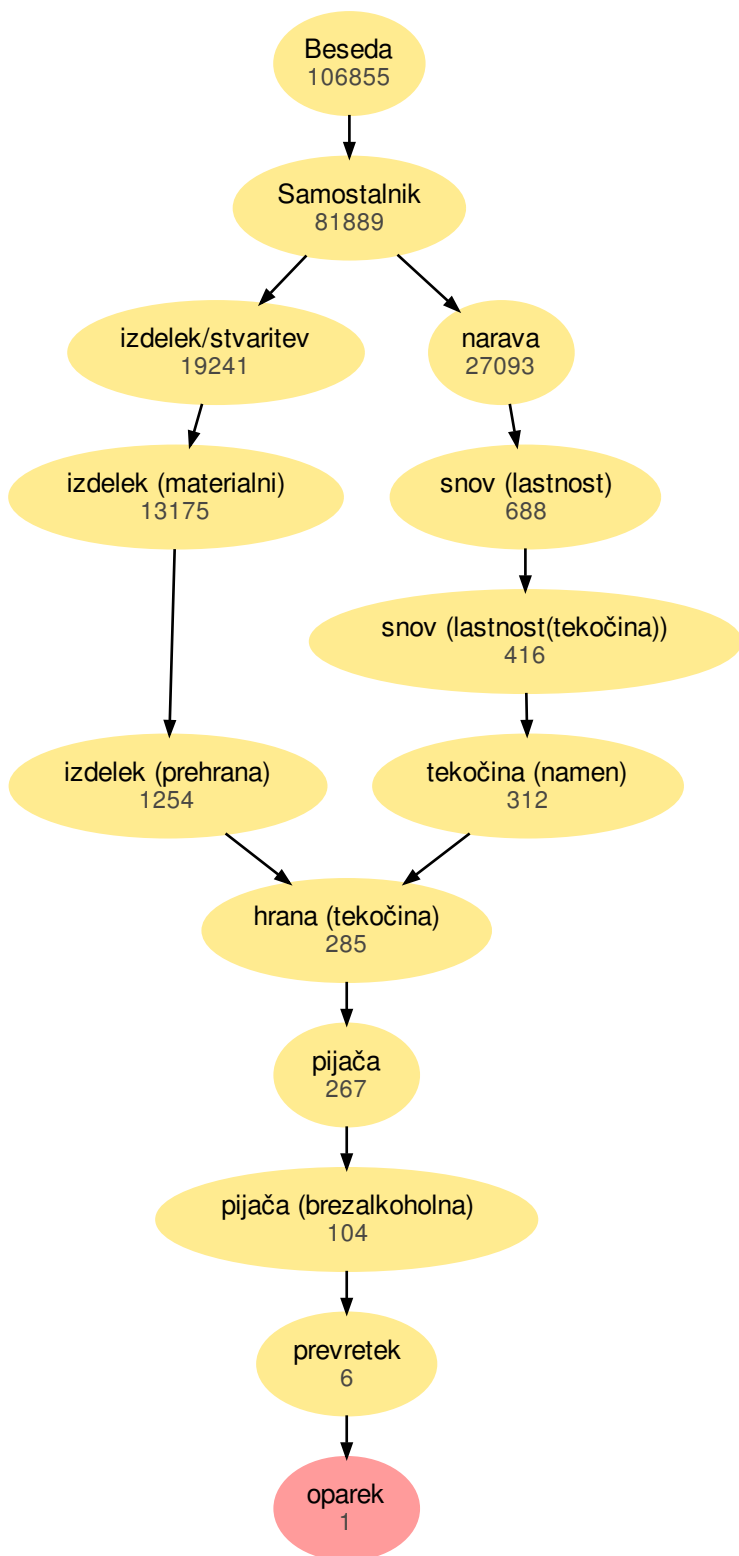 Beseda
106855
Samostalnik
81889
izdelek/stvaritev
19241
narava
27093
izdelek (materialni)
13175
snov (lastnost)
688
snov (lastnost(tekočina))
416
izdelek (prehrana)
1254
tekočina (namen)
312
hrana (tekočina)
285
pijača
267
pijača (brezalkoholna)
104
prevretek
6
oparek
1